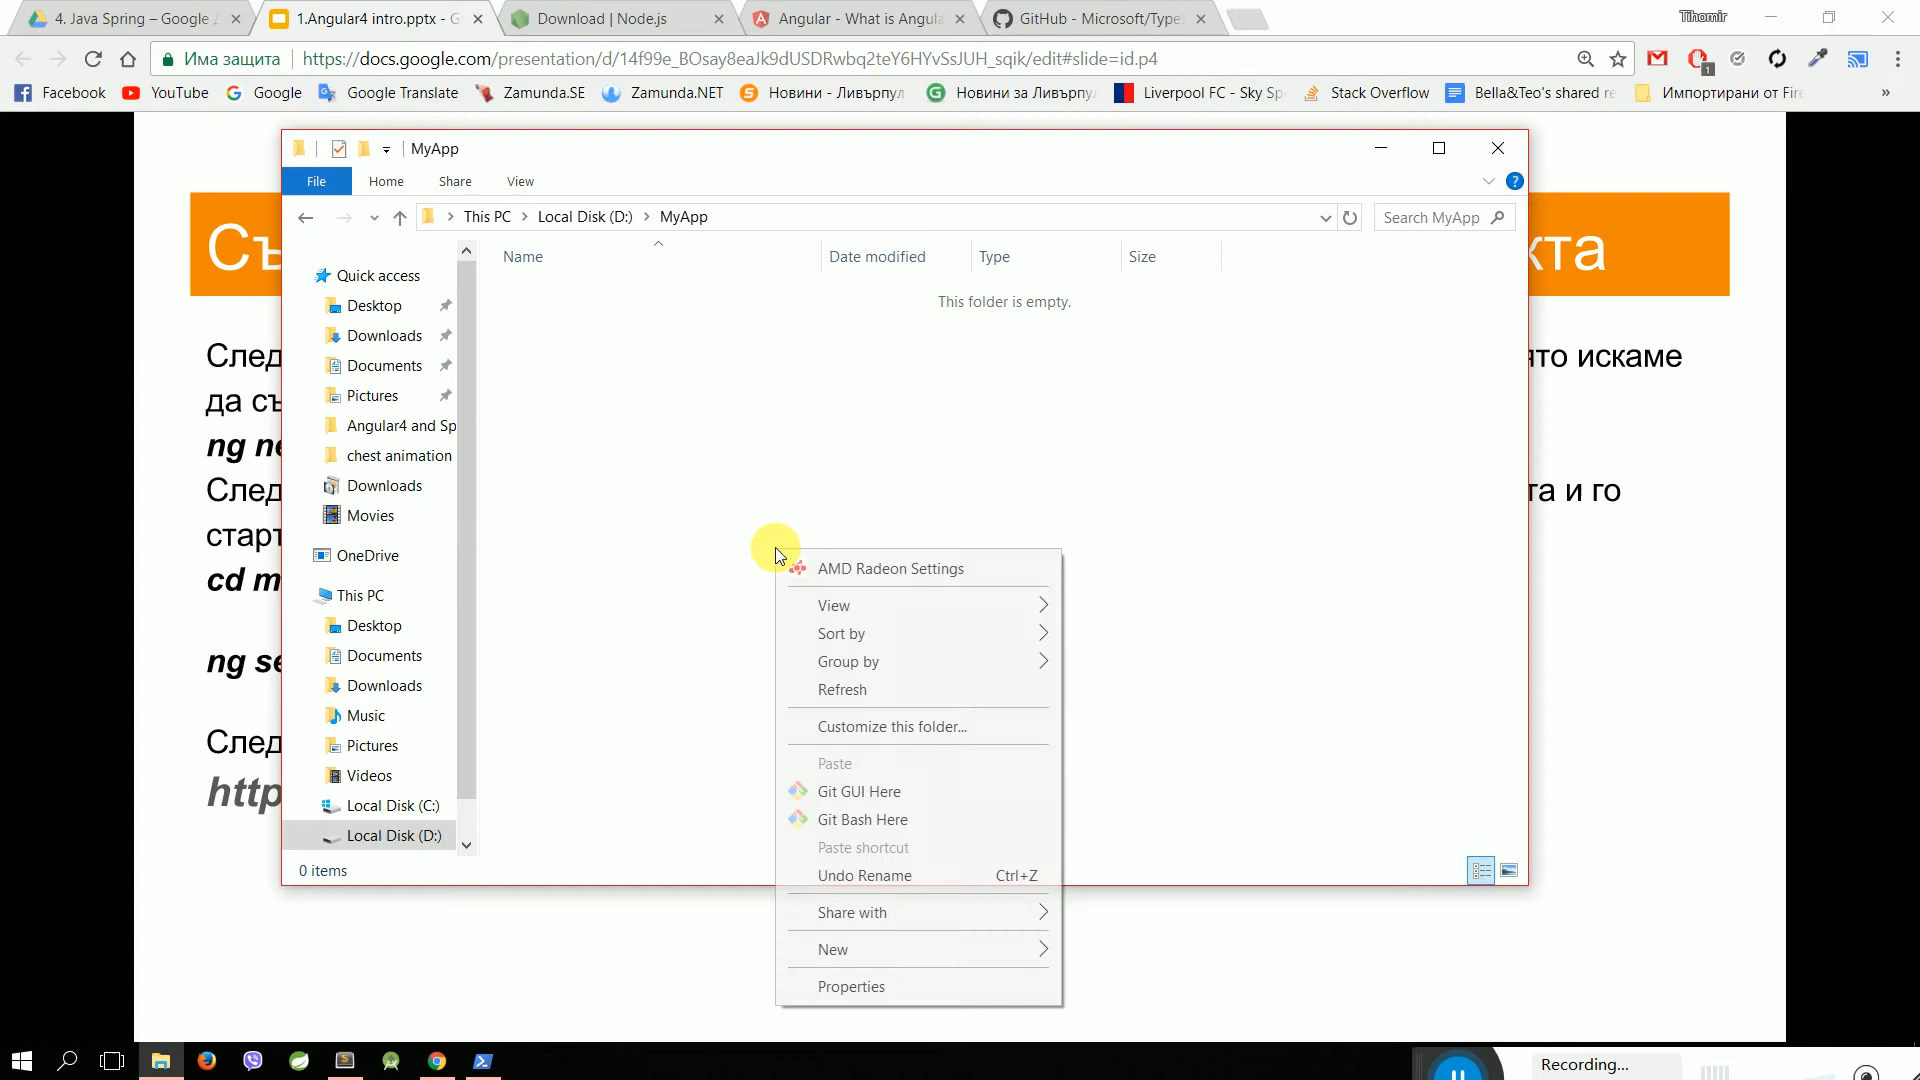 4. Java Spring – Google
1.Angular4 intro.pptx - G
Download | Node.js
Angular - What is Angula
GitHub - Microsoft/Type
Tihomir
Има защита
https://docs.google.com/presentation/d/14f99e_BOsay8eaJk9dUSDRwbq2teY6HYvSsJUH_sqik/edit#slide=id.p4
1
Facebook
YouTube
Google
Google Translate
Zamunda.SE
Zamunda.NET
Новини - Ливърпул
Новини за Ливърпу
Liverpool FC - Sky Sp
Stack Overflow
Bella&Teo's shared re
Импортирани от Fire
»
MyApp
File
Home
Share
View
?
This PC
Local Disk (D:)
MyApp
Search MyApp
Name
Date modified
Type
Size
This folder is empty.
Quick access
Desktop
Downloads
Documents
Pictures
Angular4 and Sp
chest animation
Downloads
Movies
OneDrive
This PC
Desktop
Documents
Downloads
Music
Pictures
Videos
Local Disk (C:)
Local Disk (D:)
0 items
AMD Radeon Settings
View
Sort by
Group by
Refresh
Customize this folder...
Paste
Git GUI Here
Git Bash Here
Paste shortcut
Undo Rename Ctrl+Z
Share with
New
Properties
Съ
кта
След
ято искаме
да съ
ng ne
След
та и го
старт
cd m
ng se
След
http
Recording...